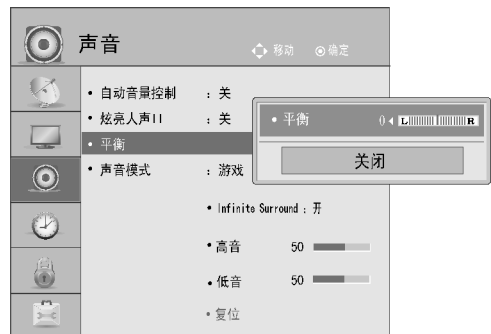 声音 移动 ⊙确定
• 自动音量控制 : 关
• 炫亮人声II : 关
• 平衡
• 平衡 0 ◂ L R
关闭
• 声音模式 : 游戏
• Infinite Surround : 开
• 高音 50
• 低音 50
• 复位